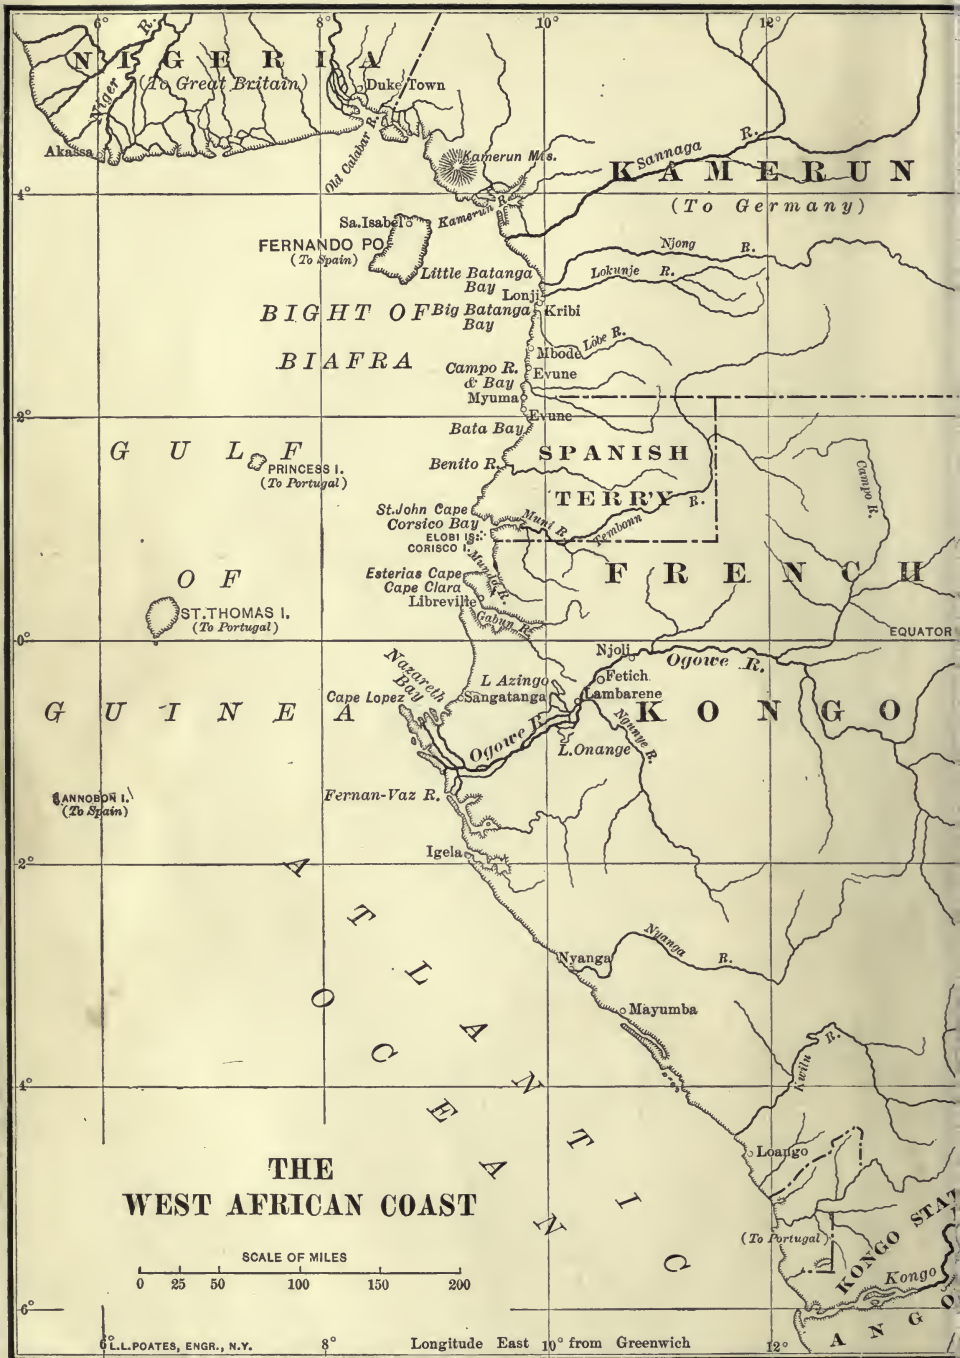 6° 8° 10° 12°
NIGERIA
(To Great Britain)
Niger R.
Duke Town
Akassa
Old Calabar R.
Kamerun Mts.
Sannaga R.
KAMERUN
(To Germany)
4°
Kamerun R.
Sa.Isabel
FERNANDO PO
(To Spain)
Njong R.
Little Batanga
Bay
Lokunje R.
Lonji
BIGHT OF
BIAFRA
Big Batanga
Bay
Kribi
Mbode
Lobe R.
Campo R.
& Bay
Evune
Myuma
2°
Evune
Bata Bay
GULF
OF
GUINEA
PRINCESS I.
(To Portugal)
Benito R.
SPANISH
TERR'Y
Campo R.
St.John Cape
Corsico Bay
ELOBI IS.
CORISCO I.
Muni R.
Tembonn R.
Munda R.
FRENCH
KONGO
Esterias Cape
Cape Clara
Libreville
Gabun R.
ST.THOMAS I.
(To Portugal)
0°
EQUATOR
Njoli
Ogowe R.
Nazareth
Bay
L Azingo
Fetich
Cape Lopez
Sangatanga
Lambarene
Ngunye R.
Ogowe R.
L.Onange
ANNOBON I.
(To Spain)
Fernan-Vaz R.
Igela
2°
ATLANTIC
OCEAN
Nyanga
Nyanga R.
Mayumba
Kwilu R.
4°
Loango
THE
WEST AFRICAN COAST
SCALE OF MILES
0 25 50 100 150 200
(To Portugal)
KONGO STAT
Kongo
ANGO
6°
6° 8° 10° 12°
L.L.POATES, ENGR., N.Y.
Longitude East from Greenwich